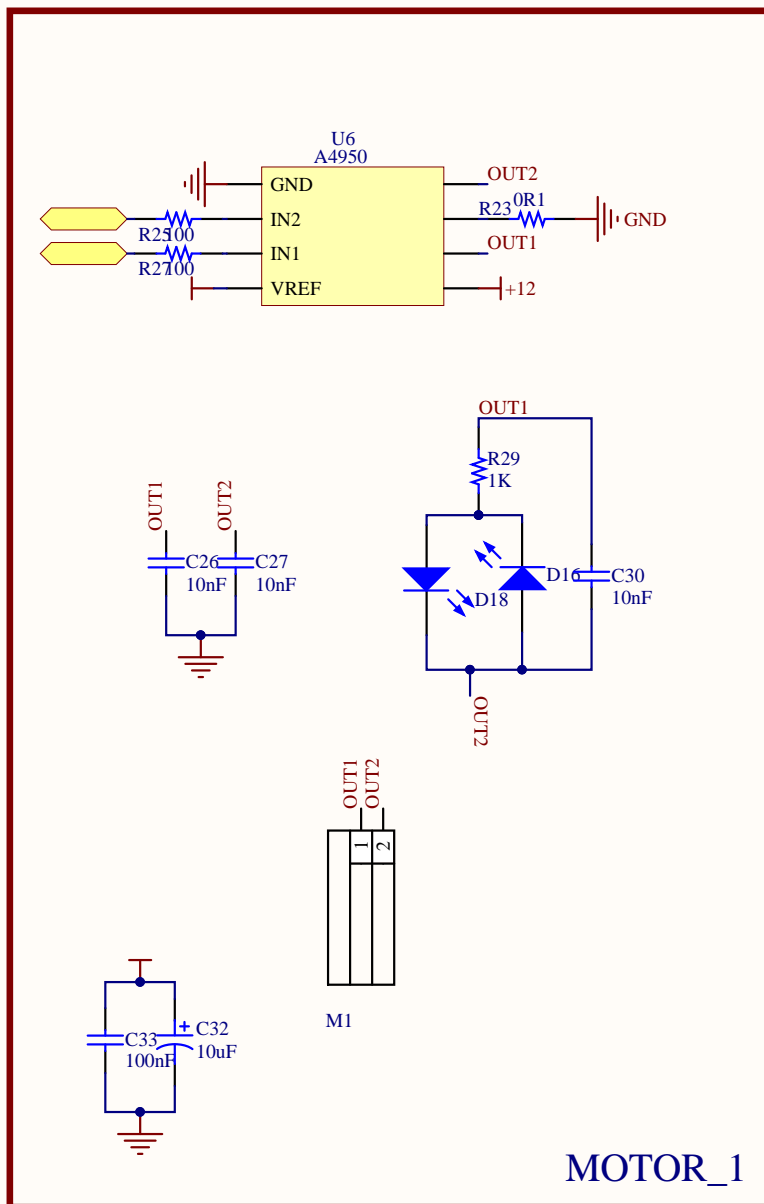 U6
A4950
GND
OUT2
IN2
R23
0R1
GND
R25
100
IN1
OUT1
R27
100
VREF
+12
OUT1
R29
1K
OUT1
OUT2
C26
10nF
C27
10nF
D18
D16
C30
10nF
OUT2
OUT1
OUT2
1
2
M1
C33
100nF
+
C32
10uF
MOTOR_1